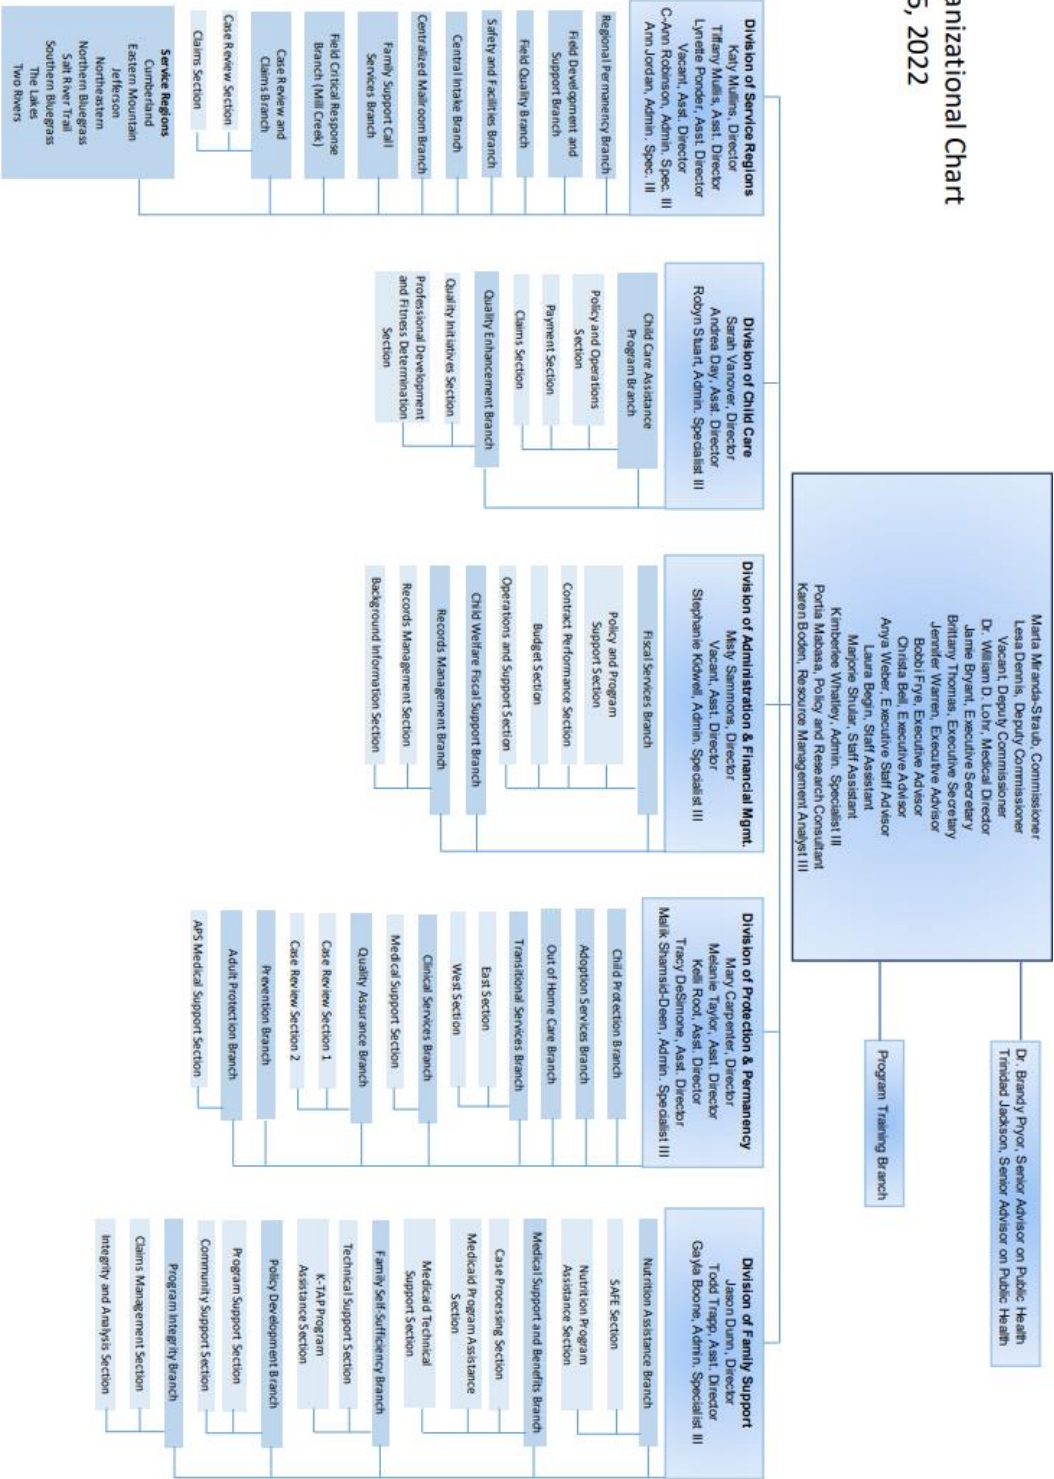 anizational Chart
5, 2022
Marta Miranda-Straub, Commissioner
Lesa Dennis, Deputy Commissioner
Vacant, Deputy Commissioner
Dr. William D. Lohr, Medical Director
Jamie Bryant, Executive Secretary
Brittany Thomas, Executive Secretary
Jennifer Warren, Executive Advisor
Bobbi Frye, Executive Advisor
Christa Bell, Executive Advisor
Anya Weber, Executive Staff Advisor
Laura Begin, Staff Assistant
Marjorie Shular, Staff Assistant
Kimberlee Whatley, Admin. Specialist III
Portia Mabasa, Policy and Research Consultant
Karen Boden, Resource Management Analyst III
Dr. Brandy Pryor, Senior Advisor on Public Health
Trinidad Jackson, Senior Advisor on Public Health
Program Training Branch
Division of Service Regions
Katy Mullins, Director
Tiffany Mullis, Asst. Director
Lynette Ponder, Asst. Director
Vacant, Asst. Director
C-Ann Robinson, Admin. Spec. III
Ann Jordan, Admin. Spec. III
Regional Permanency Branch
Field Development and
Support Branch
Field Quality Branch
Safety and Facilities Branch
Central Intake Branch
Centralized Mailroom Branch
Family Support Call
Services Branch
Field Critical Response
Branch (Mill Creek)
Case Review and
Claims Branch
Case Review Section
Claims Section
Service Regions
Cumberland
Eastern Mountain
Jefferson
Northeastern
Northern Bluegrass
Salt River Trail
Southern Bluegrass
The Lakes
Two Rivers
Division of Child Care
Sarah Vanover, Director
Andrea Day, Asst. Director
Robyn Stuart, Admin. Specialist III
Child Care Assistance
Program Branch
Policy and Operations
Section
Payment Section
Claims Section
Quality Enhancement Branch
Quality Initiatives Section
Professional Development
and Fitness Determination
Section
Division of Administration & Financial Mgmt.
Misty Sammons, Director
Vacant, Asst. Director
Stephanie Kidwell, Admin. Specialist III
Fiscal Services Branch
Policy and Program
Support Section
Contract Performance Section
Budget Section
Operations and Support Section
Child Welfare Fiscal Support Branch
Records Management Branch
Records Management Section
Background Information Section
Division of Protection & Permanency
Mary Carpenter, Director
Melanie Taylor, Asst. Director
Kelli Root, Asst. Director
Tracy DeSimone, Asst. Director
Malik Shamsid-Deen, Admin. Specialist III
Child Protection Branch
Adoption Services Branch
Out of Home Care Branch
Transitional Services Branch
East Section
West Section
Clinical Services Branch
Medical Support Section
Quality Assurance Branch
Case Review Section 1
Case Review Section 2
Prevention Branch
Adult Protection Branch
APS Medical Support Section
Division of Family Support
Jason Dunn, Director
Todd Trapp, Asst. Director
Gayla Boone, Admin. Specialist III
Nutrition Assistance Branch
SAFE Section
Nutrition Program
Assistance Section
Medical Support and Benefits Branch
Case Processing Section
Medicaid Program Assistance
Section
Medicaid Technical
Support Section
Family Self-Sufficiency Branch
Technical Support Section
K-TAP Program
Assistance Section
Policy Development Branch
Program Support Section
Community Support Section
Program Integrity Branch
Claims Management Section
Integrity and Analysis Section